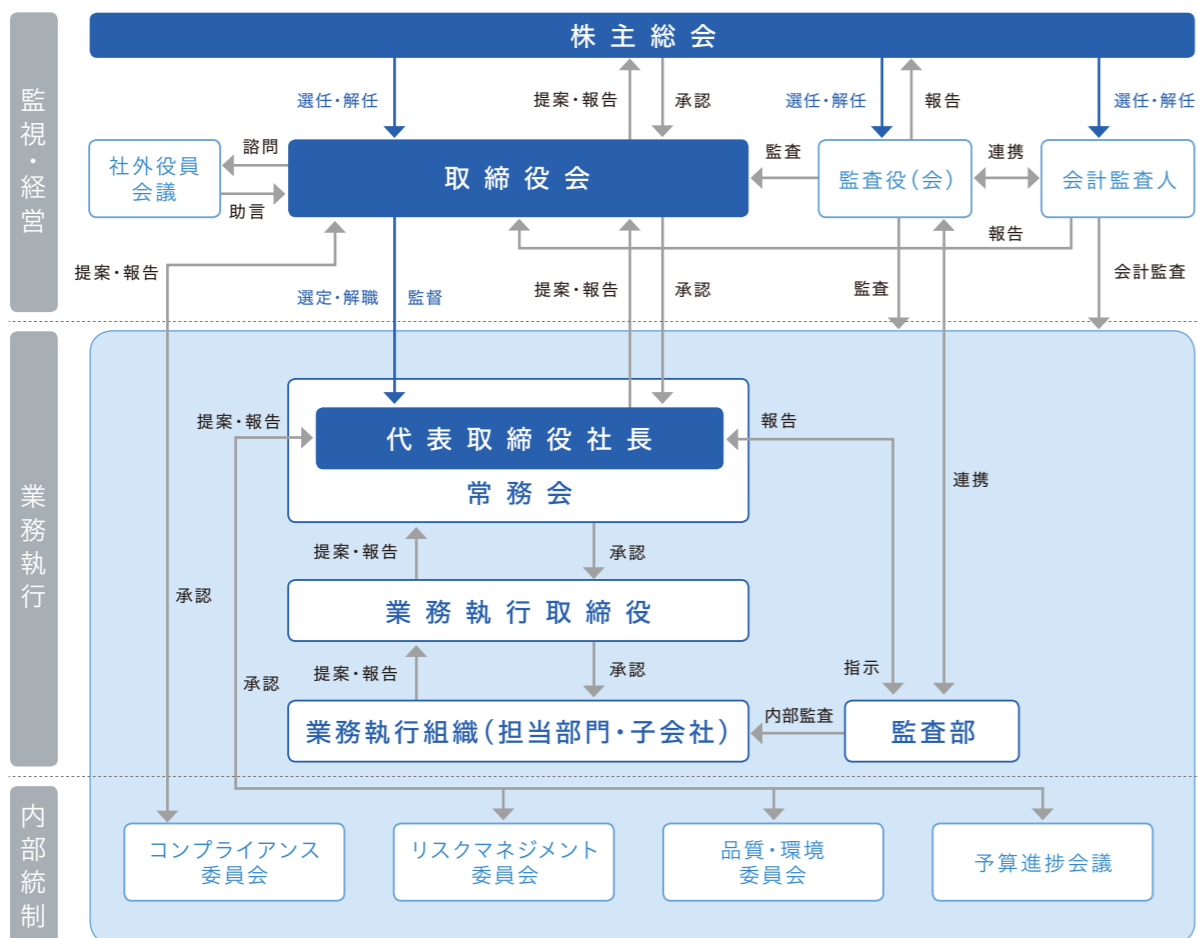 監視・経営
株主総会
選任・解任
提案・報告
承認
選任・解任
報告
選任・解任
社外役員
会議
諮問
助言
取締役会
監査
監査役(会)
連携
会計監査人
報告
提案・報告
選定・解職
監督
提案・報告
承認
監査
会計監査
業務執行
提案・報告
代表取締役社長
常務会
報告
連携
提案・報告
承認
承認
業務執行取締役
提案・報告
承認
承認
指示
業務執行組織(担当部門・子会社)
内部監査
監査部
内部統制
コンプライアンス
委員会
リスクマネジメント
委員会
品質・環境
委員会
予算進捗会議